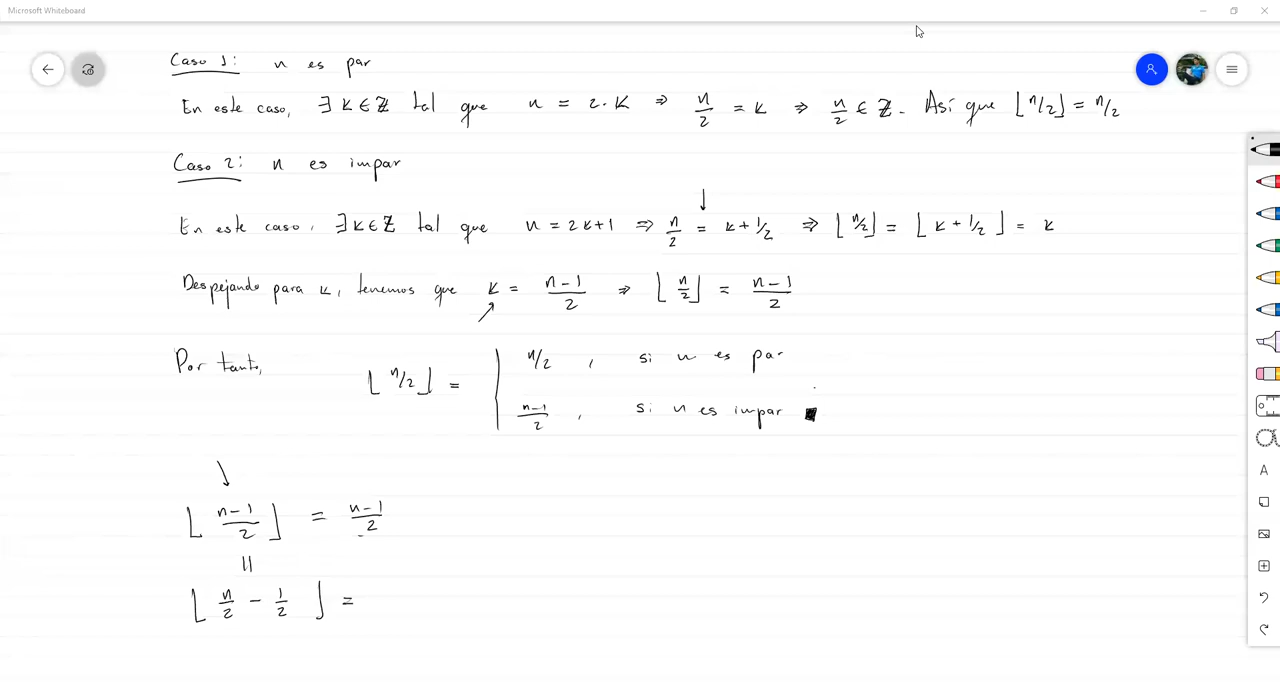 Microsoft Whiteboard
Caso 1: n es par
En este caso, ∃ k ∈ ℤ tal que n = 2·k ⇒ n/2 = k ⇒ n/2 ∈ ℤ. Así que ⌊n/2⌋ = n/2
Caso 2: n es impar
En este caso, ∃ k ∈ ℤ tal que n = 2k+1 ⇒ n/2 = k + 1/2 ⇒ ⌊n/2⌋ = ⌊k + 1/2⌋ = k
Despejando para k, tenemos que k = n-1/2 ⇒ ⌊n/2⌋ = n-1/2
Por tanto, ⌊n/2⌋ = { n/2 , si n es par
n-1/2 , si n es impar ■
⌊n-1/2⌋ = n-1/2
||
⌊n/2 - 1/2⌋ =
A